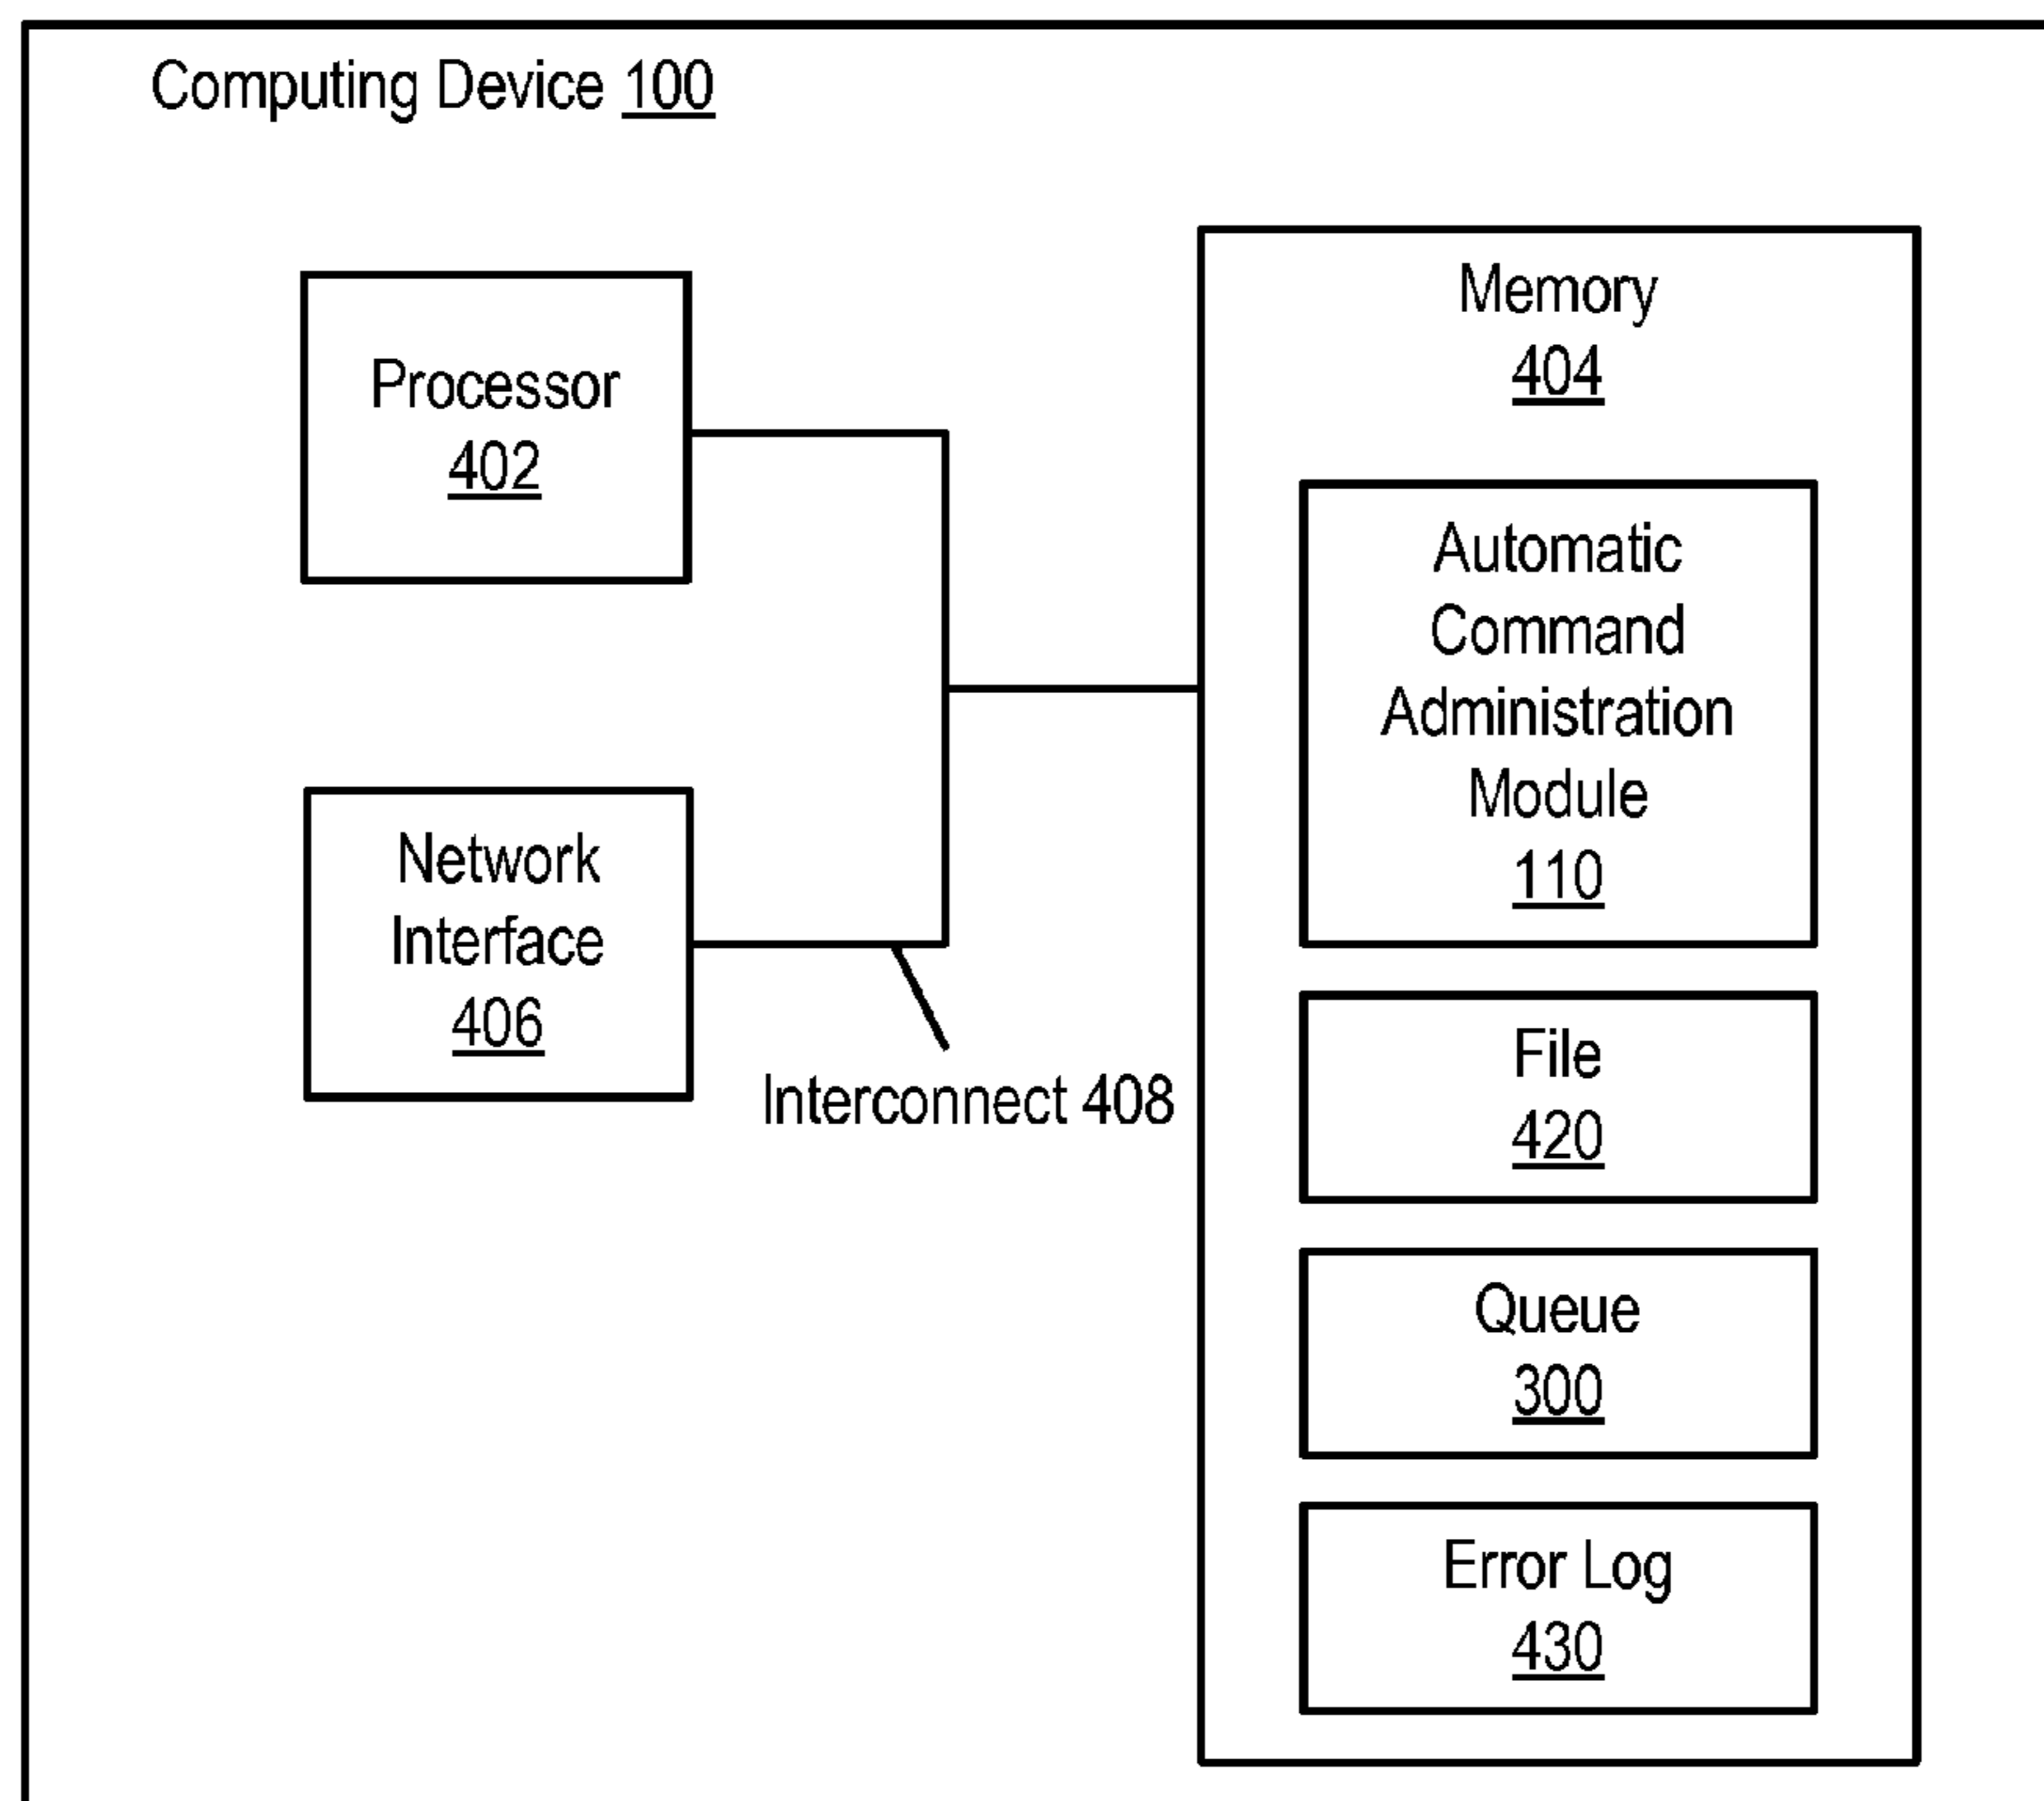 Computing Device 100
Processor
402
Network
Interface
406
Interconnect 408
Memory
404
Automatic
Command
Administration
Module
110
File
420
Queue
300
Error Log
430